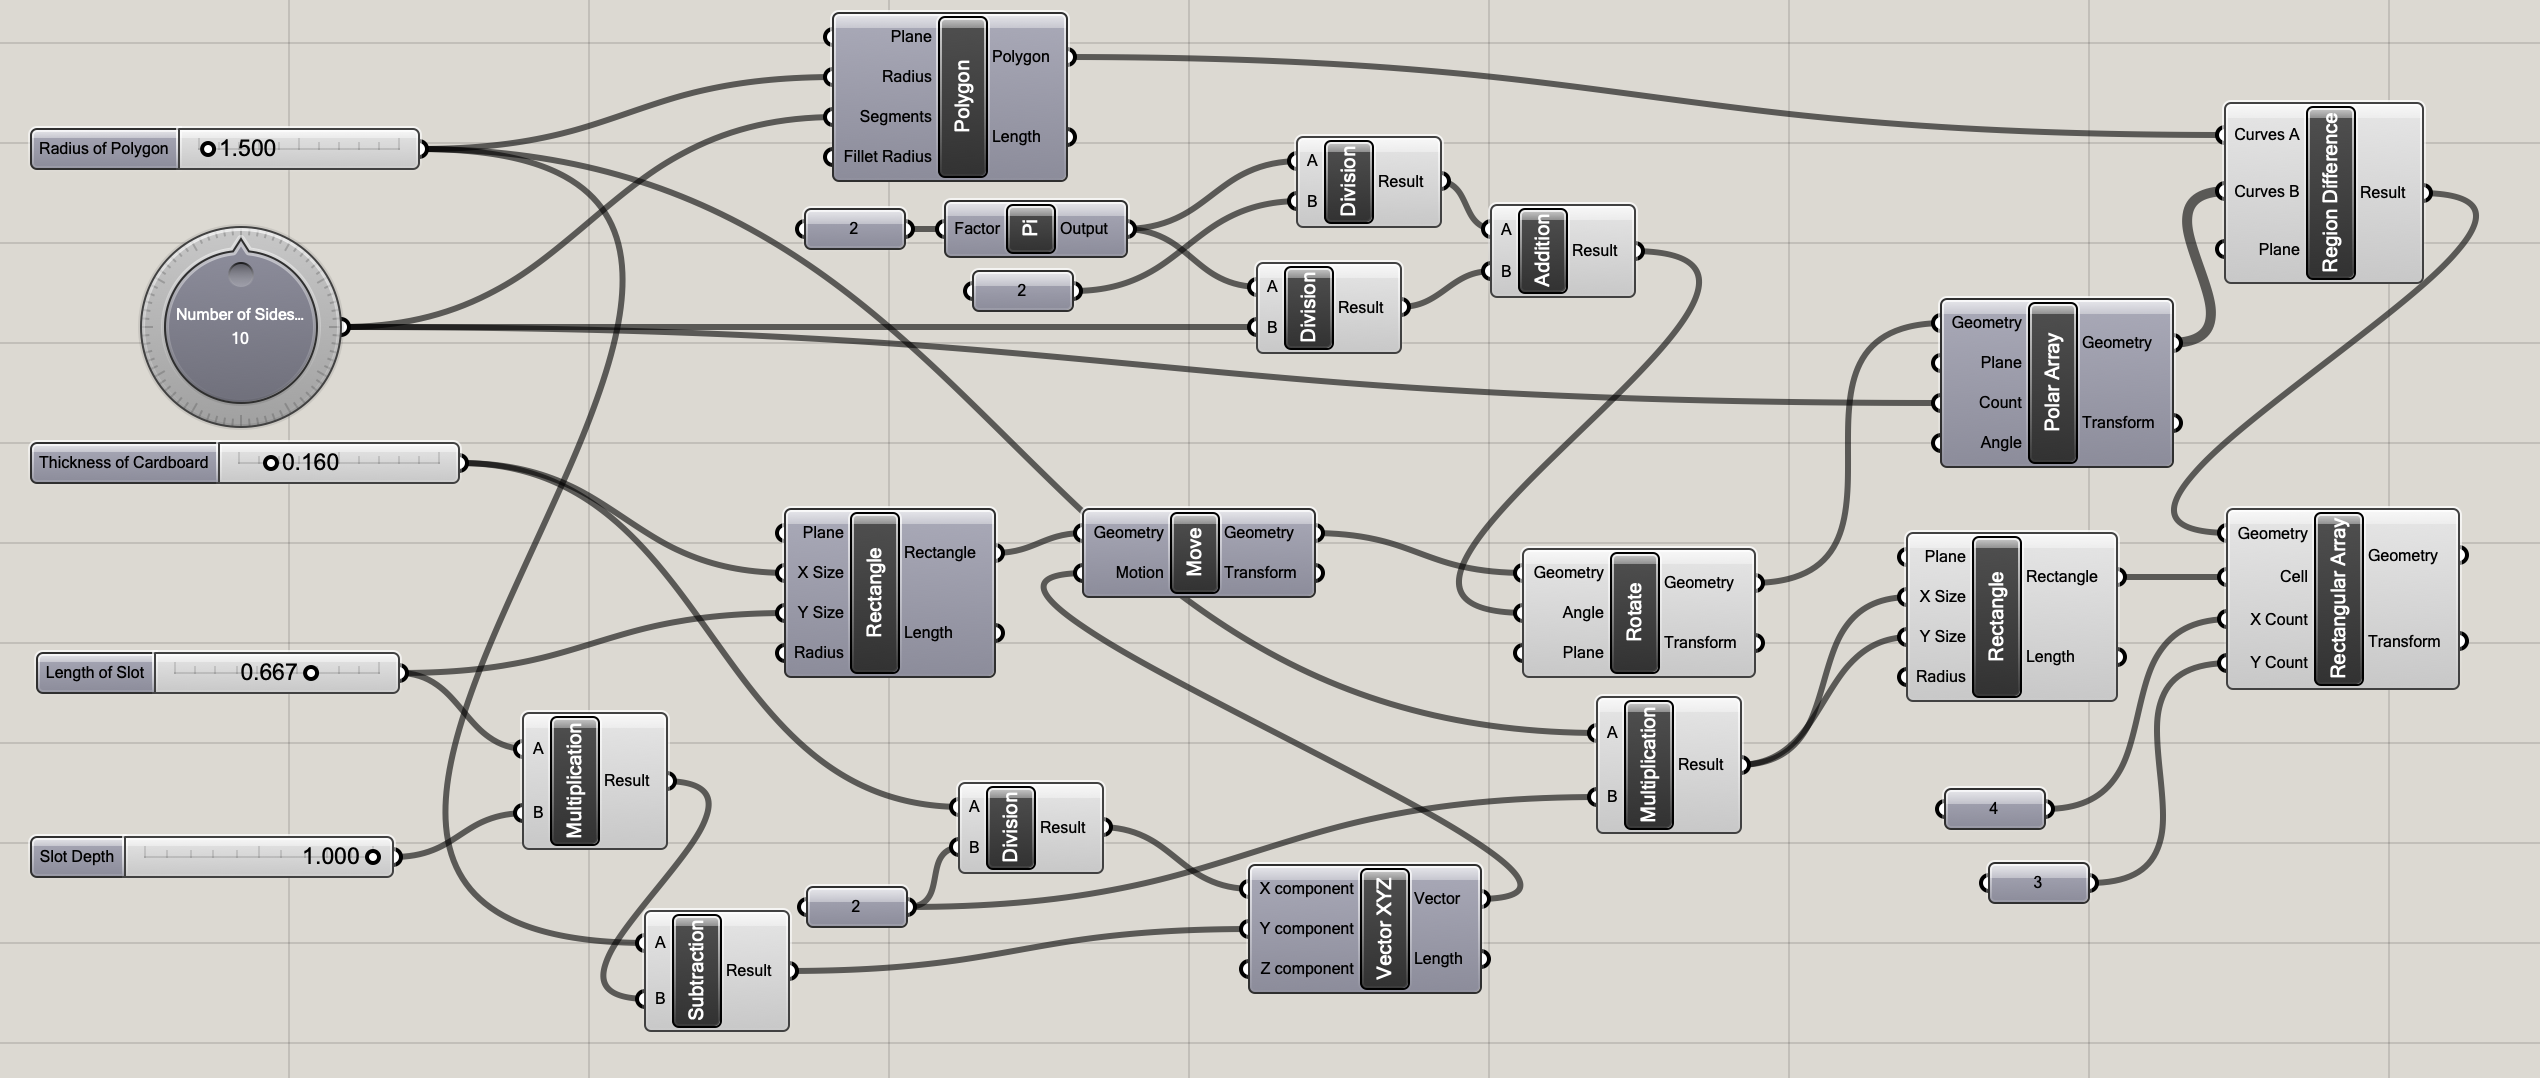 Radius of Polygon
1.500
Number of Sides...
10
Thickness of Cardboard
0.160
Length of Slot
0.667
Slot Depth
1.000
Plane
Radius
Segments
Fillet Radius
Polygon
Polygon
Length
2
Factor
Pi
Output
2
A
B
Division
Result
A
B
Division
Result
A
B
Addition
Result
Plane
X Size
Y Size
Radius
Rectangle
Rectangle
Length
Geometry
Motion
Move
Geometry
Transform
A
B
Multiplication
Result
A
B
Subtraction
Result
2
A
B
Division
Result
X component
Y component
Z component
Vector XYZ
Vector
Length
Geometry
Angle
Plane
Rotate
Geometry
Transform
A
B
Multiplication
Result
Geometry
Plane
Count
Angle
Polar Array
Geometry
Transform
Curves A
Curves B
Plane
Region Difference
Result
Plane
X Size
Y Size
Radius
Rectangle
Rectangle
Length
4
3
Geometry
Cell
X Count
Y Count
Rectangular Array
Geometry
Transform